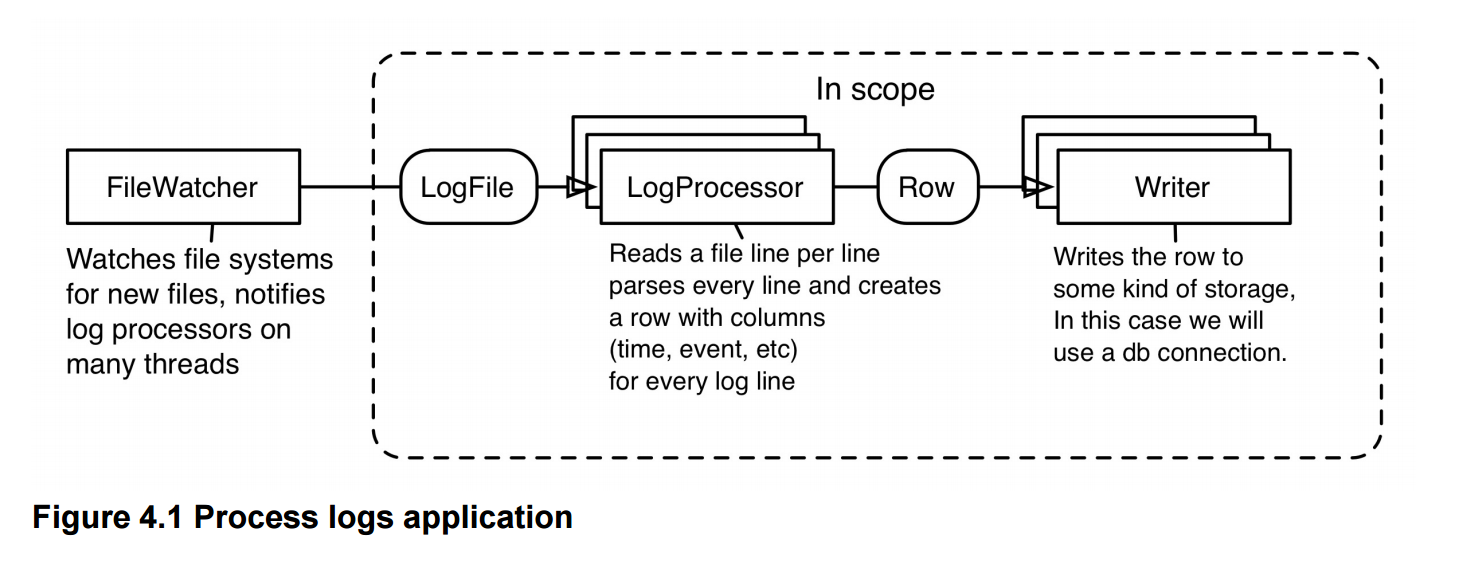 In scope
FileWatcher
LogFile
LogProcessor
Row
Writer
Watches file systems
for new files, notifies
log processors on
many threads
Reads a file line per line
parses every line and creates
a row with columns
(time, event, etc)
for every log line
Writes the row to
some kind of storage,
In this case we will
use a db connection.
Figure 4.1 Process logs application